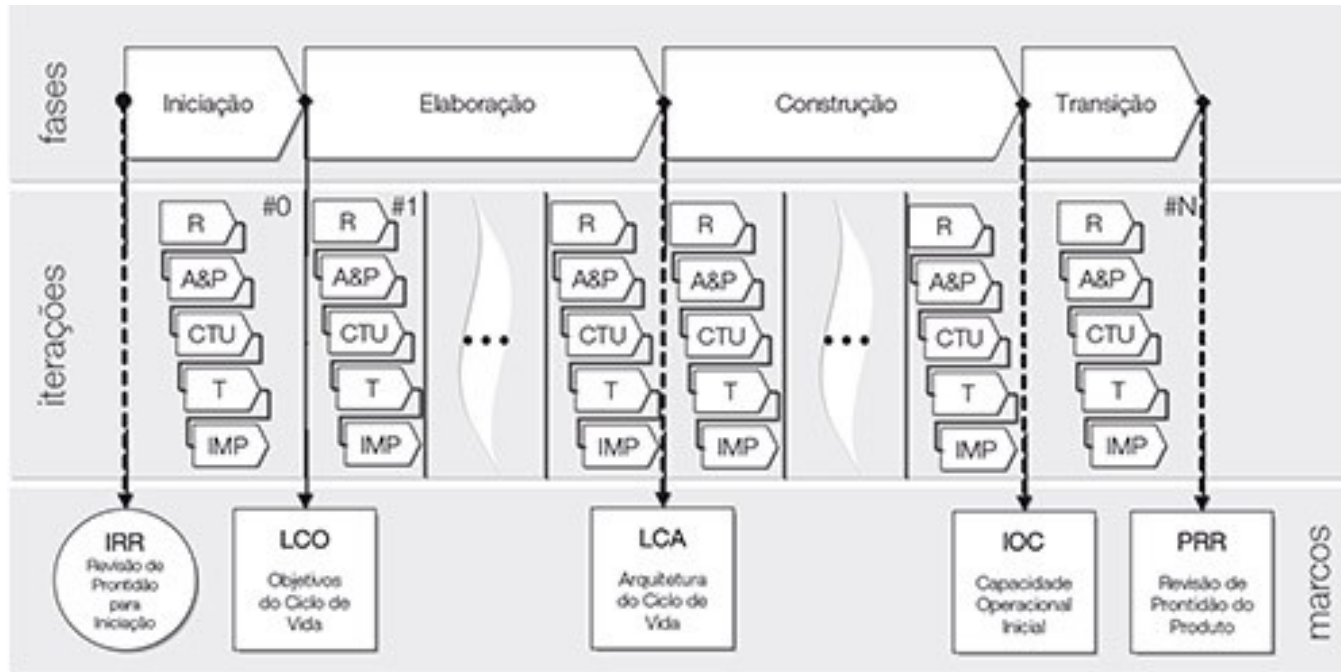 fases
Iniciação
Elaboração
Construção
Transição
iterações
#0
R
A&P
CTU
T
IMP
#1
R
A&P
CTU
T
IMP
...
R
A&P
CTU
T
IMP
R
A&P
CTU
T
IMP
...
R
A&P
CTU
T
IMP
#N
R
A&P
CTU
T
IMP
IRR
Revisão de
Prontidão
para
Iniciação
LCO
Objetivos
do Ciclo de
Vida
LCA
Arquitetura
do Ciclo de
Vida
IOC
Capacidade
Operacional
Inicial
PRR
Revisão de
Prontidão do
Produto
marcos